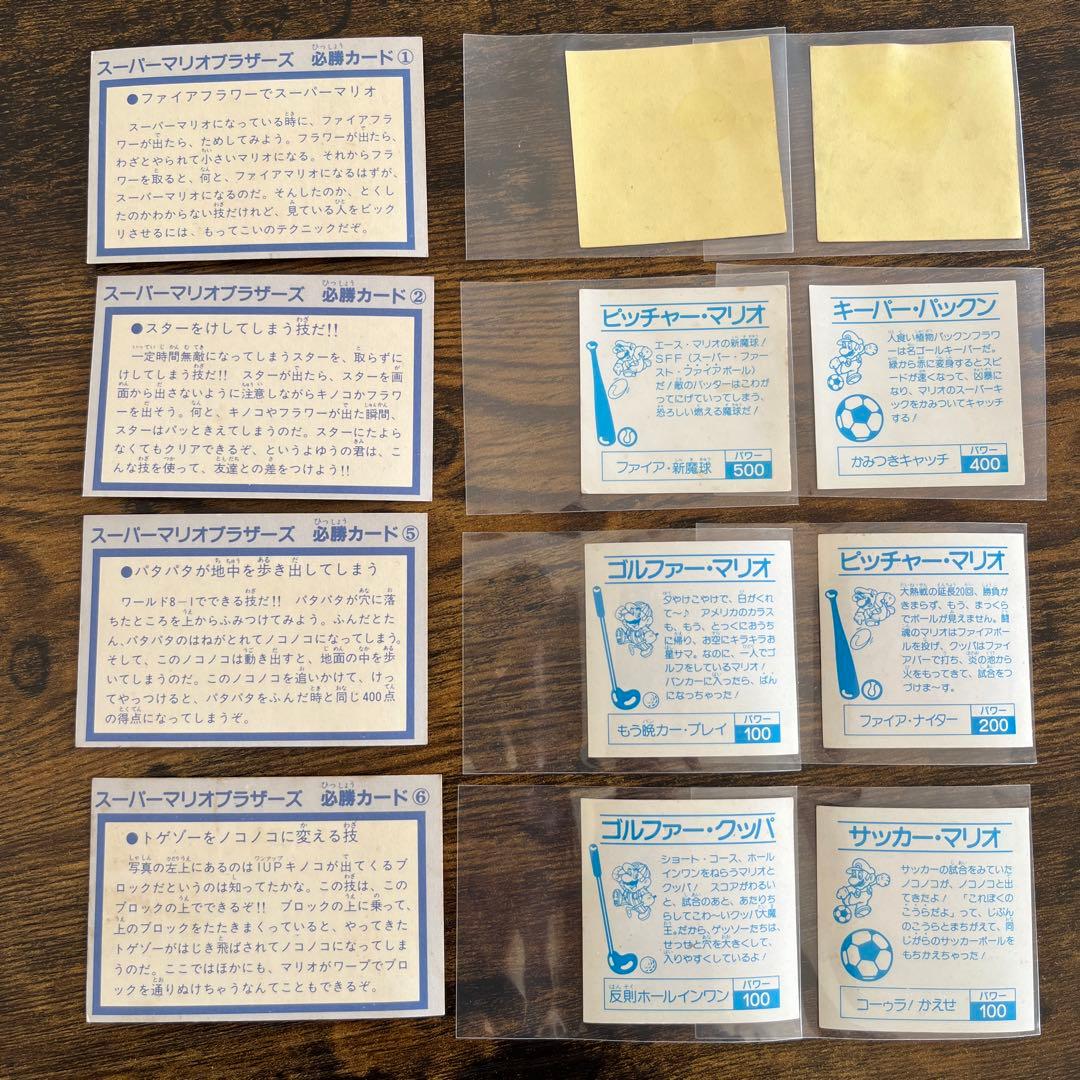 スーパーマリオブラザーズ 必勝カード①
●ファイアフラワーでスーパーマリオ
スーパーマリオになっている時に、ファイアフラ
ワーが出たら、ためしてみよう。フラワーが出たら、
わざとやられて小さいマリオになる。それからフラ
ワーを取ると、何と、ファイアマリオになるはずが、
スーパーマリオになるのだ。そんしたのか、とくし
たのかわからない技だけれど、見ている人をビック
リさせるには、もってこいのテクニックだぞ。
スーパーマリオブラザーズ 必勝カード②
●スターをけしてしまう技だ!!
一定時間無敵になってしまうスターを、取らずに
けしてしまう技だ!! スターが出たら、スターを画
面から出さないように注意しながらキノコかフラワ
ーを出そう。何と、キノコやフラワーが出た瞬間、
スターはパッときえてしまうのだ。スターにたよら
なくてもクリアできるぞ、というよゆうの君は、こ
んな技を使って、友達との差をつけよう!!
スーパーマリオブラザーズ 必勝カード⑤
●パタパタが地中を歩き出してしまう
ワールド8-1でできる技だ!! パタパタが穴に落
ちたところを上からふみつけてみよう。ふんだとた
ん、パタパタのはねがとれてノコノコになってしまう。
そして、このノコノコは動き出すと、地面の中を歩
いてしまうのだ。このノコノコを追いかけて、けっ
てやっつけると、パタパタをふんだ時と同じ400点
の得点になってしまうぞ。
スーパーマリオブラザーズ 必勝カード⑥
●トゲゾーをノコノコに変える技
写真の左上にあるのは1UPキノコが出てくるブ
ロックだというのは知ってたかな。この技は、この
ブロックの上でできるぞ!! ブロックの上に乗って、
上のブロックをたたきまくっていると、やってきた
トゲゾーがはじき飛ばされてノコノコになってしま
うのだ。ここではほかにも、マリオがワープでブロ
ックを通りぬけちゃうなんてこともできるぞ。
ピッチャー・マリオ
エース・マリオの新魔球!
SFF(スーパー・ファー
スト・ファイアボール)
だ!敵のバッターはこわが
ってにげていってしまう、
恐ろしい燃える魔球だ!
ファイア・新魔球
パワー
500
キーパー・パックン
人食い植物パックンフラワ
ーは名ゴールキーパーだ。
緑から赤に変身するとスピ
ードが速くなって、凶暴に
なり、マリオのスーパーキ
ックをかみついてキャッチ
する!
かみつきキャッチ
パワー
400
ゴルファー・マリオ
夕やけこやけで、日がくれ
て〜♪ アメリカのカラス
も、もう、とっくにおうち
に帰り、お空にキラキラお
星サマ。なのに、一人でゴ
ルフをしているマリオ!
バンカーに入ったら、ばん
になっちゃった!
もう晩カー・プレイ
パワー
100
ピッチャー・マリオ
大熱戦の延長20回、勝負が
きまらず、もう、まっくら
でボールが見えません。闘
魂のマリオはファイアボー
ルを投げ、クッパはファイ
アバーで打ち、炎の池から
火をもってきて、試合をつ
づけま〜す。
ファイア・ナイター
パワー
200
ゴルファー・クッパ
ショート・コース、ホール
インワンをねらうマリオと
クッパ! スコアがわるい
と、試合のあと、あたりち
らしてこわ〜いクッパ大魔
王。だから、ゲッソーたちは、
せっせと穴を大きくして、
入りやすくしているよ!
反則ホールインワン
パワー
100
サッカー・マリオ
サッカーの試合をみていた
ノコノコが、ノコノコと出
てきたよ! 「これぼくの
こうらだよ」って、じぶん
のこうらとまちがえて、同
じがらのサッカーボールを
もちかえちゃった!
コーゥラ!かえせ
パワー
100